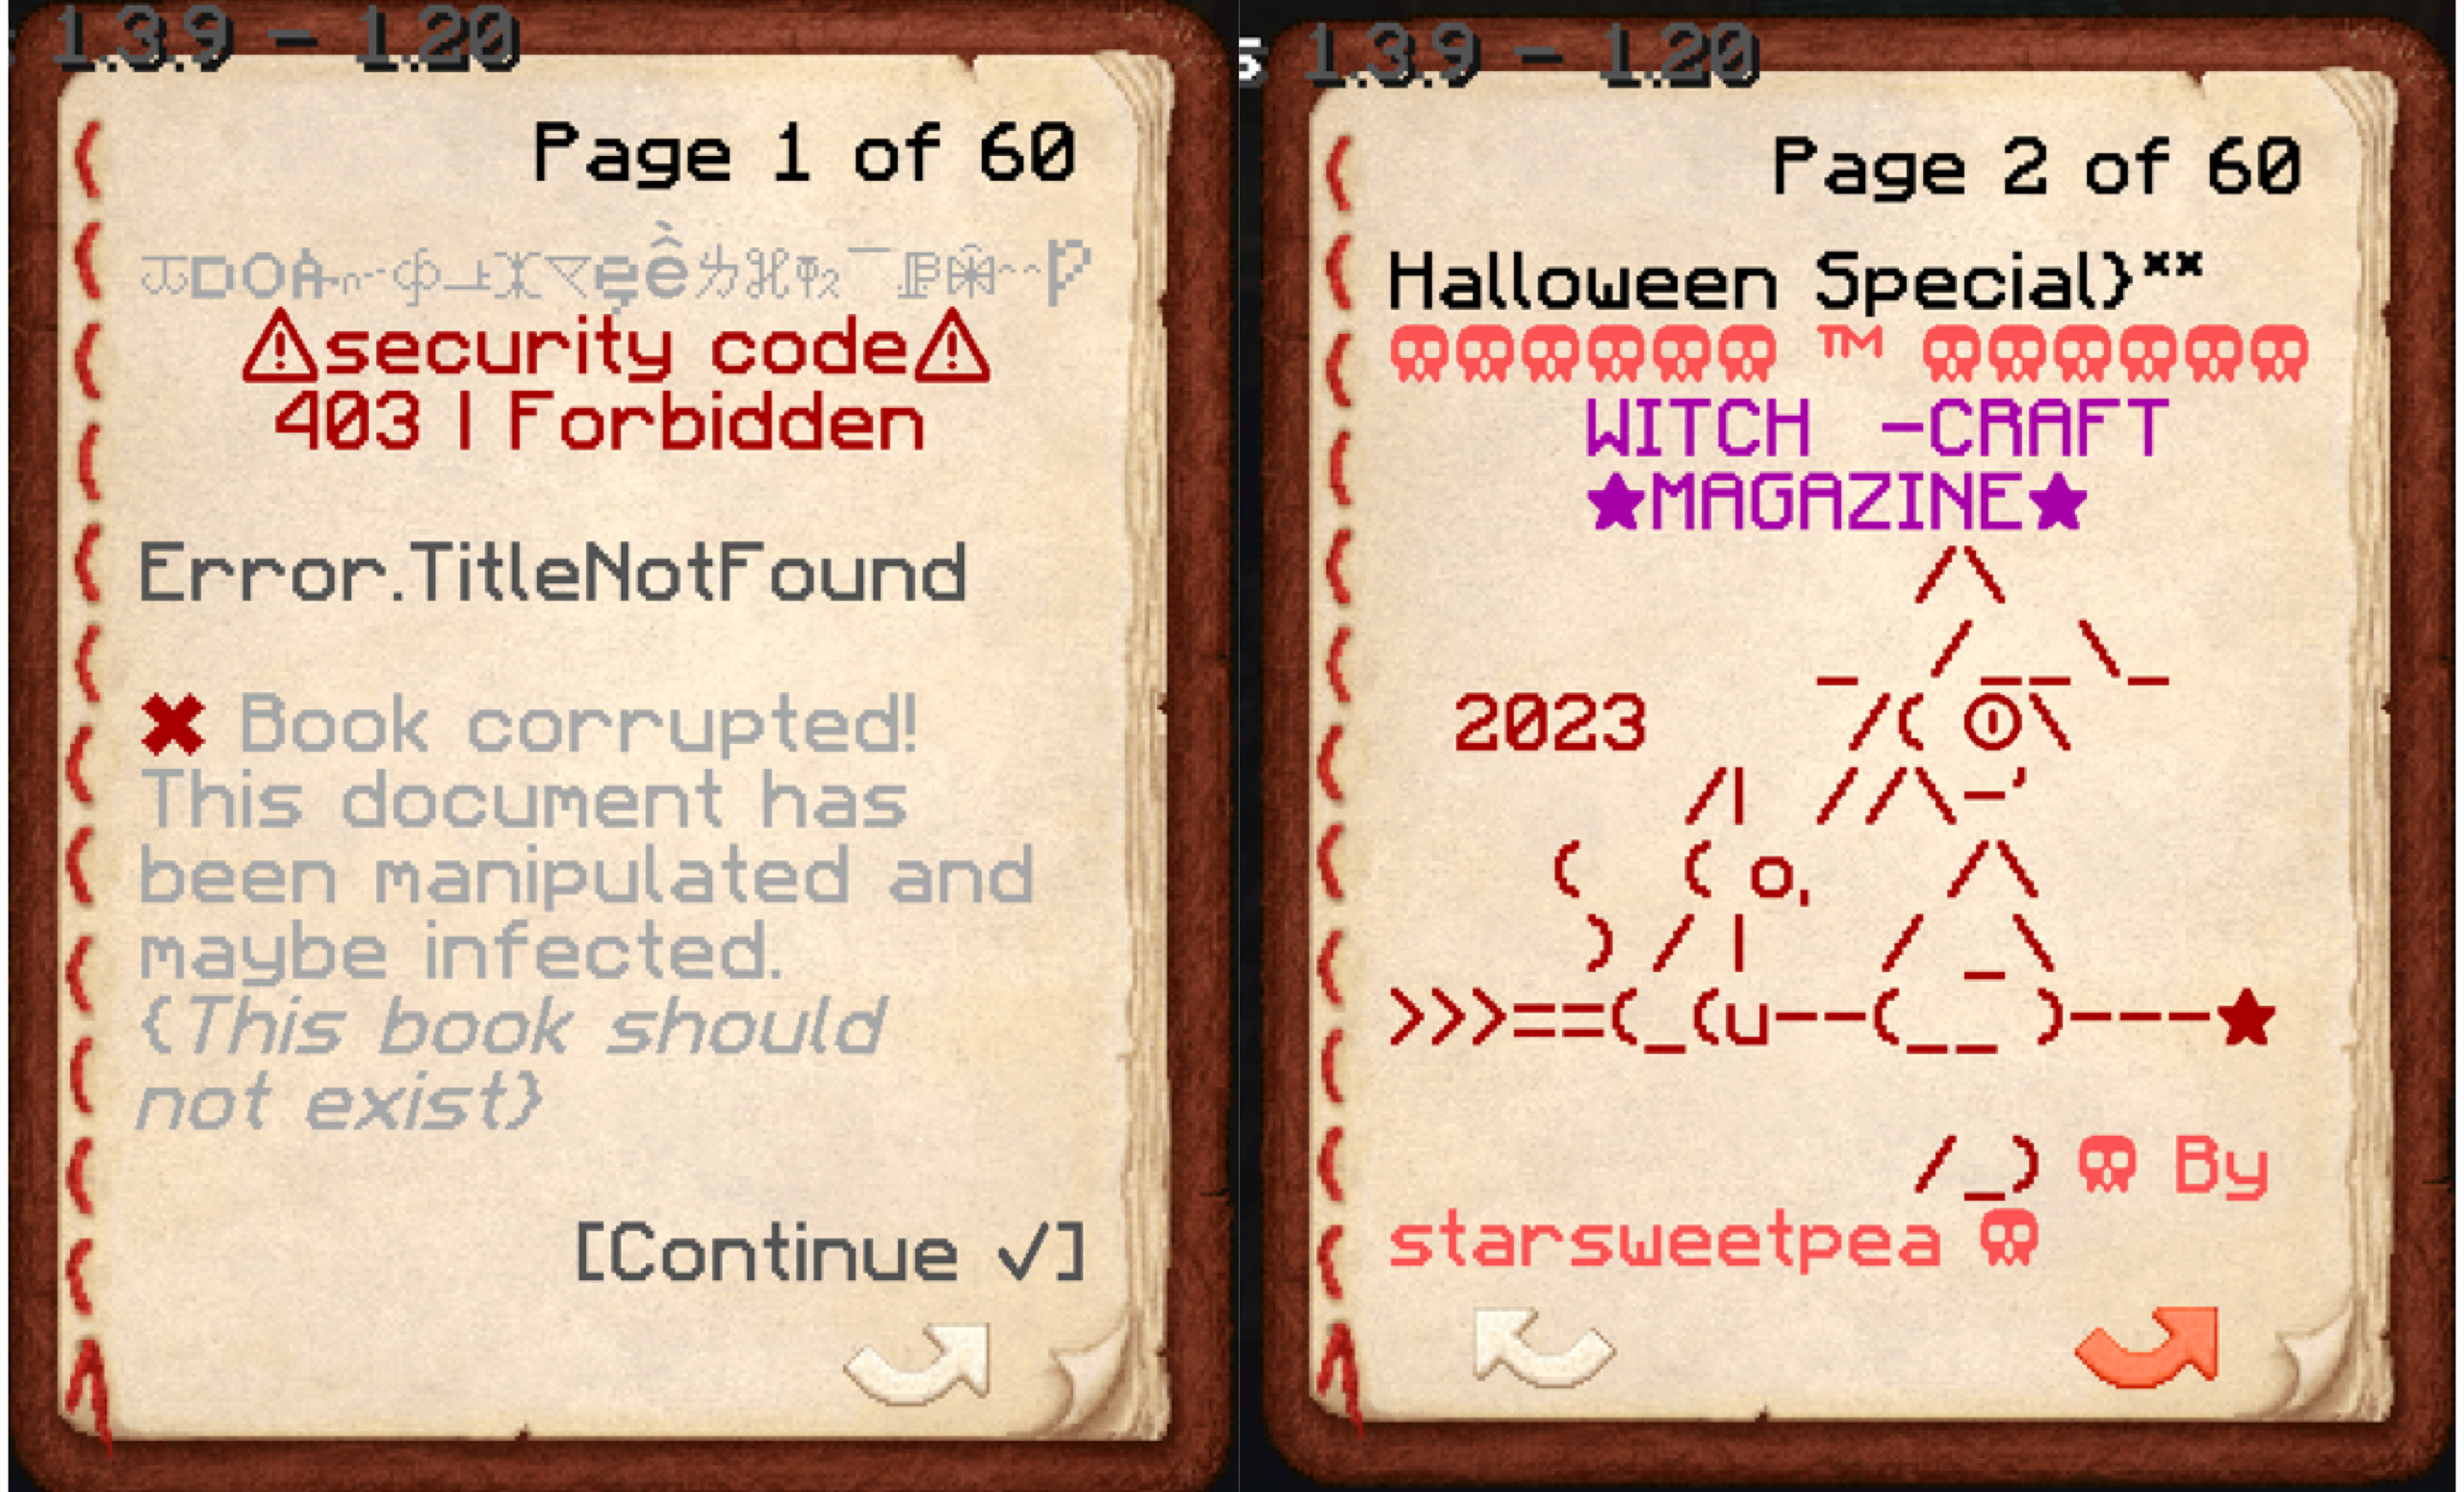 1.3.9 - 1.20
Page 1 of 60
⚠security code⚠
403 | Forbidden
Error.TitleNotFound
✖ Book corrupted!
This document has
been manipulated and
maybe infected.
{This book should
not exist}
[Continue ✓]
s 1.3.9 - 1.20
Page 2 of 60
Halloween Special}**
☠☠☠☠☠☠ ™ ☠☠☠☠☠☠
WITCH -CRAFT
★MAGAZINE★
2023
>>>==(_(u--(__ )---★
/_) ☠ By
starsweetpea ☠